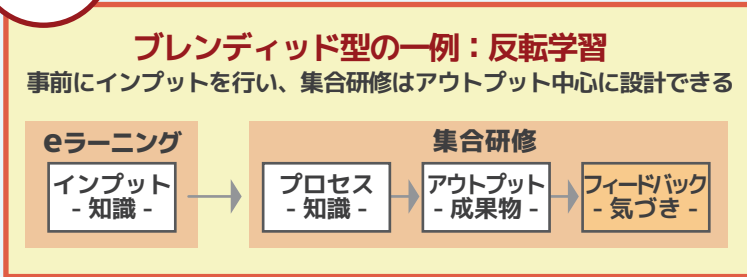 ブレンディッド型の一例：反転学習
事前にインプットを行い、集合研修はアウトプット中心に設計できる
eラーニング
インプット
- 知識 -
集合研修
プロセス
- 知識 -
アウトプット
- 成果物 -
フィードバック
- 気づき -